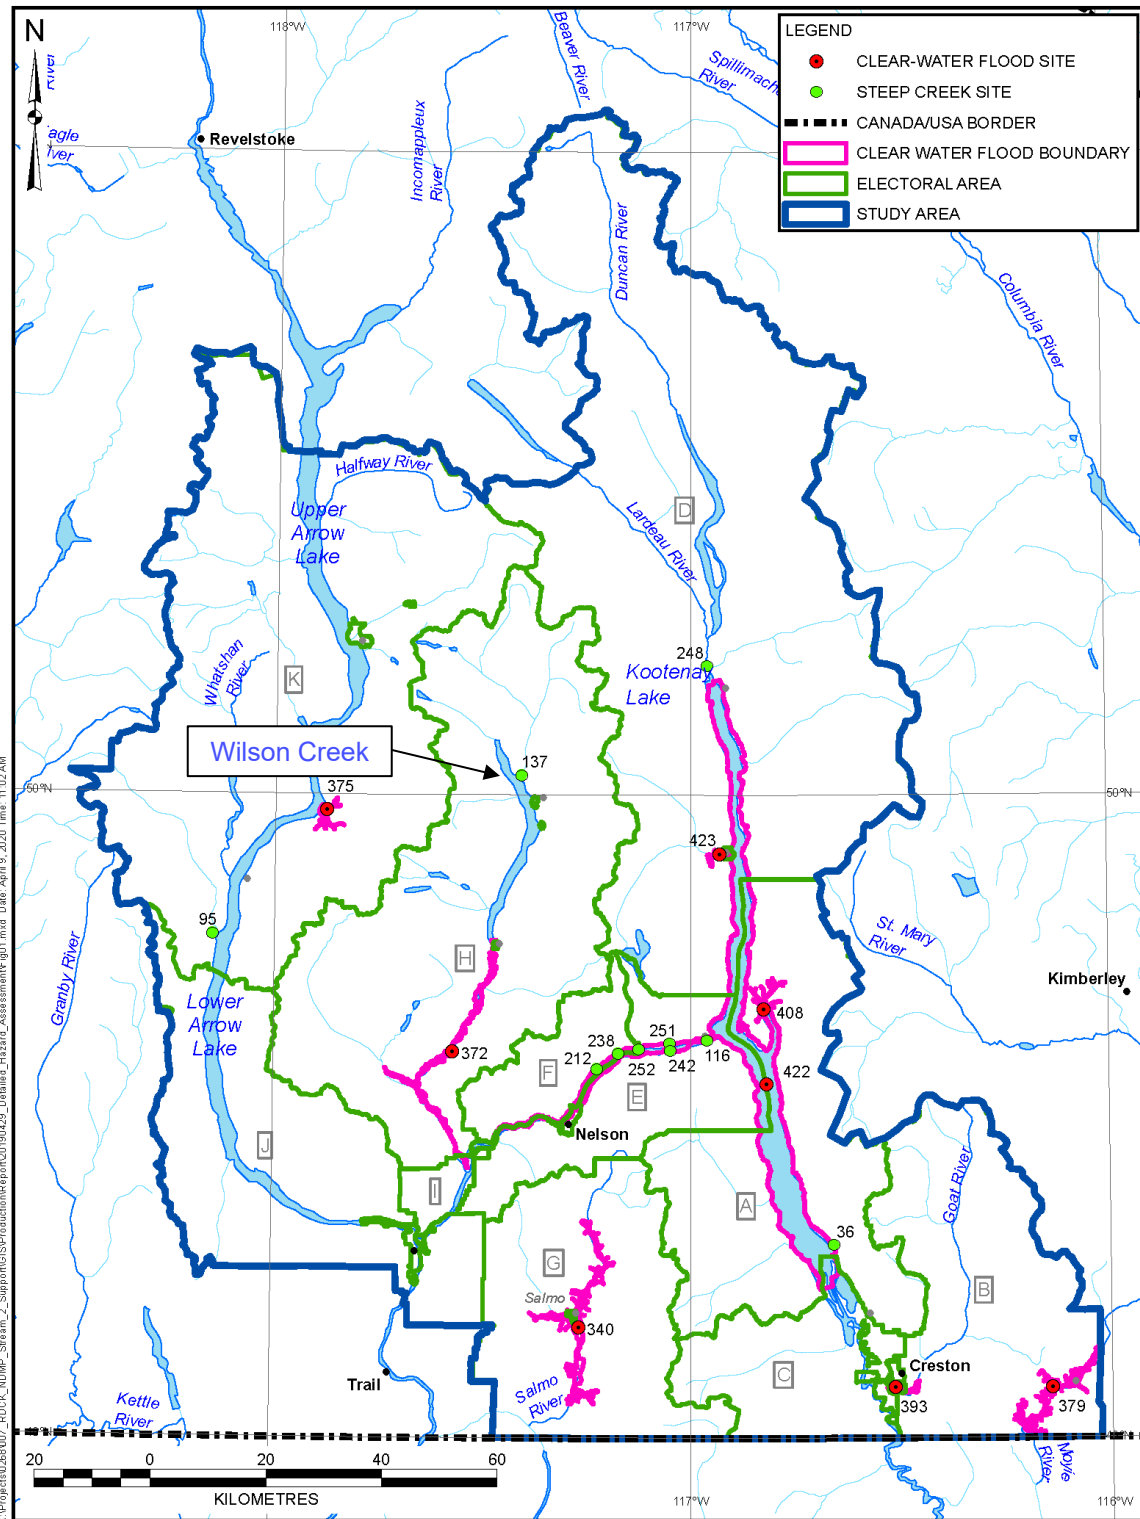 N
118°W
117°W
LEGEND
CLEAR-WATER FLOOD SITE
STEEP CREEK SITE
CANADA/USA BORDER
CLEAR WATER FLOOD BOUNDARY
ELECTORAL AREA
STUDY AREA
River
Beaver
River
Spillimach
River
agle
iver
Revelstoke
Incomappleux
River
Duncan River
Columbia River
Halfway River
Upper
Arrow
Lake
D
Lardeau River
Whatshan
River
K
248
Kootenay
Lake
Wilson Creek
137
375
50°N
50°N
423
95
H
St. Mary
River
Granby River
Kimberley
Lower
Arrow
Lake
408
372
238
251
212
252
242
116
422
F
E
Nelson
J
I
A
Goat River
36
G
B
Salmo
340
Creston
C
Trail
Salmo
River
393
379
Kettle
River
Moyie
River
20
0
20
40
60
KILOMETRES
117°W
116°W